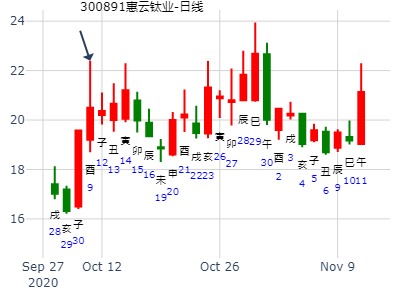 300891惠云钛业-日线
24
22
20
18
16
戌
28
亥
29
子
30
酉
9
子
12
丑
13
寅
14
卯
15
辰
16
未
19
申
20
酉
21
戌
22
亥
23
寅
26
卯
27
辰
28
巳
29
午
30
酉
2
戌
3
亥
4
子
5
丑
6
辰
9
巳
10
午
11
Sep 27 Oct 12 Oct 26 Nov 9
2020